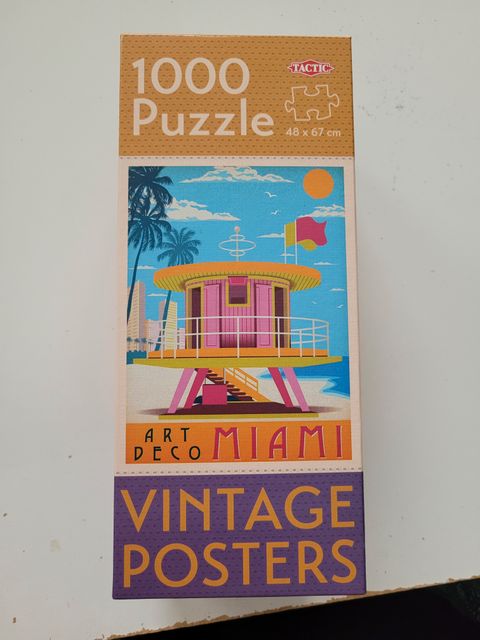 1000
TACTIC
Puzzle
48 x 67 cm
ART
DECO
MIAMI
VINTAGE
POSTERS